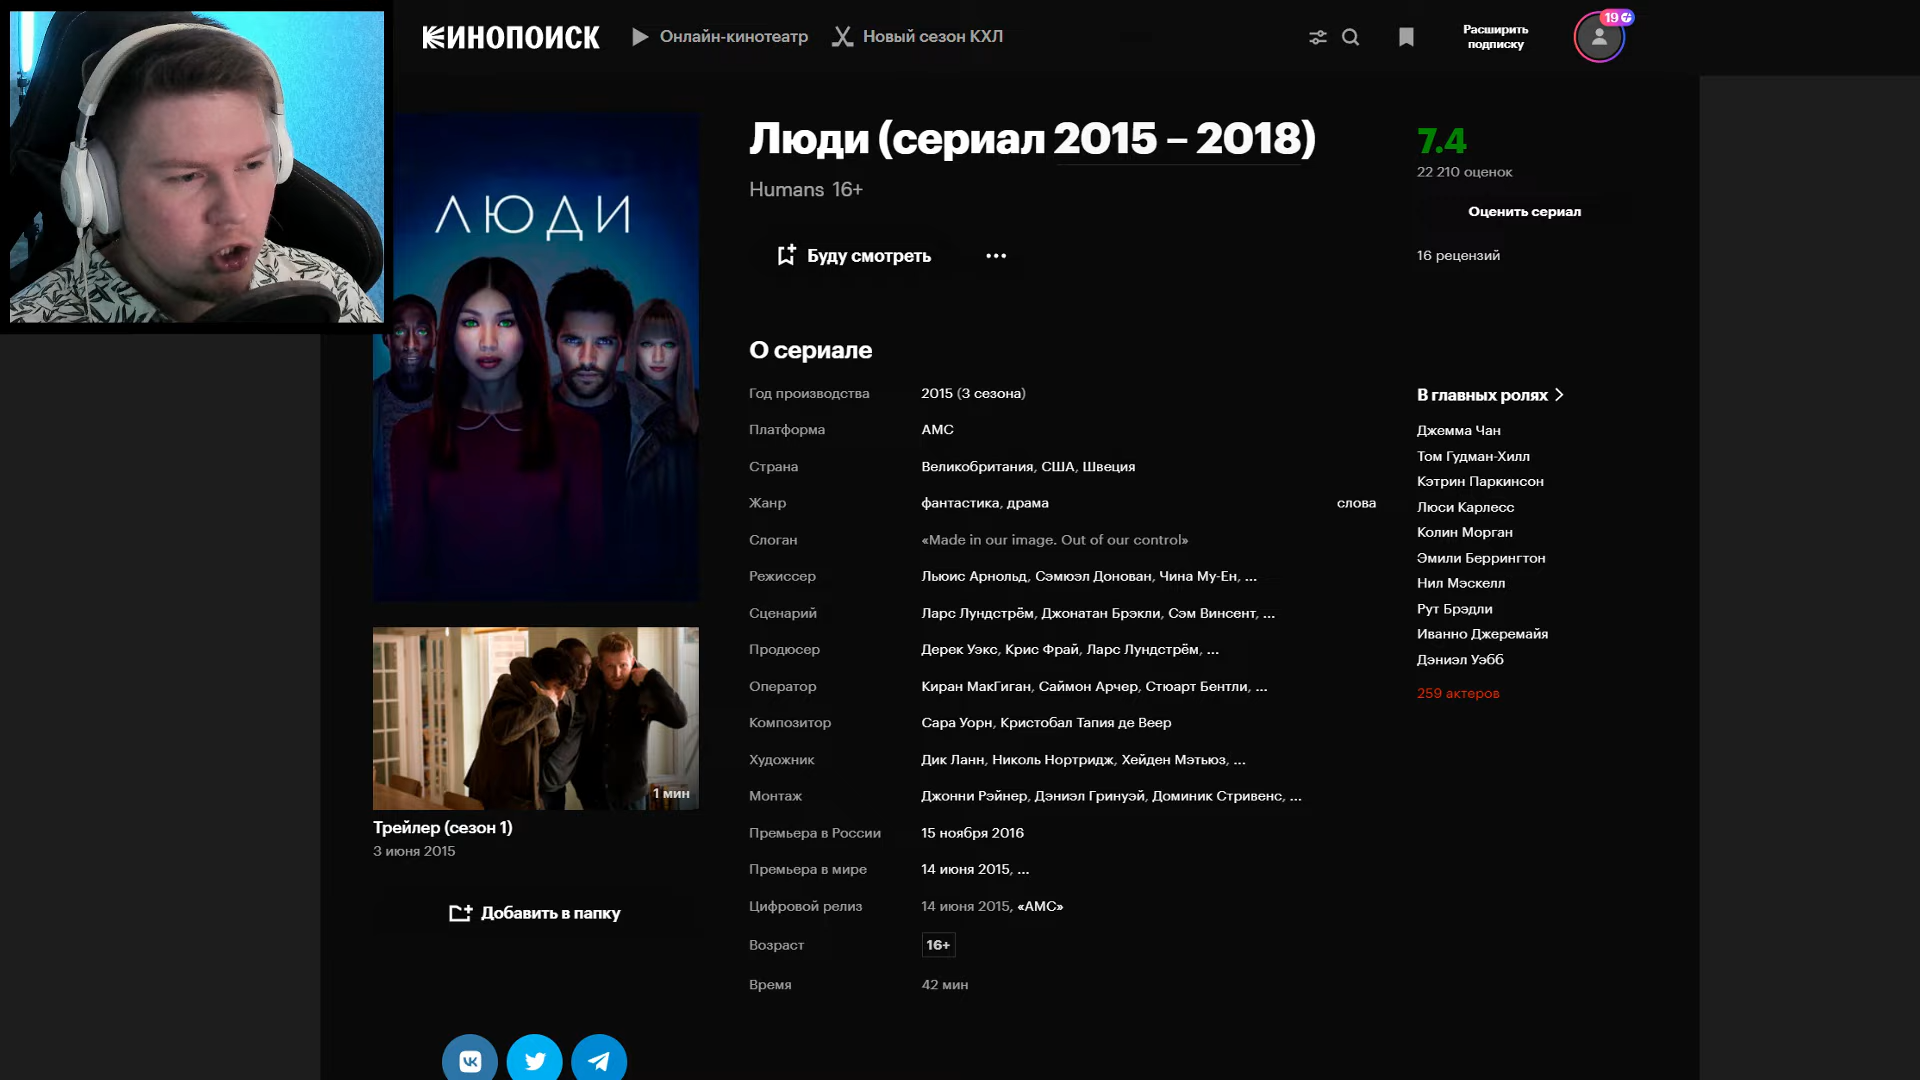 КИНОПОИСК
Онлайн-кинотеатр
Новый сезон КХЛ
Расширить
подписку
19
ЛЮДИ
Люди (сериал 2015 – 2018)
Humans 16+
Буду смотреть
7.4
22 210 оценок
Оценить сериал
16 рецензий
О сериале
Год производства 2015 (3 сезона)
Платформа AMC
Страна Великобритания, США, Швеция
Жанр фантастика, драма слова
Слоган «Made in our image. Out of our control»
Режиссер Льюис Арнольд, Сэмюэл Донован, Чина Му-Ен, ...
Сценарий Ларс Лундстрём, Джонатан Брэкли, Сэм Винсент, ...
Продюсер Дерек Уэкс, Крис Фрай, Ларс Лундстрём, ...
Оператор Киран МакГиган, Саймон Арчер, Стюарт Бентли, ...
Композитор Сара Уорн, Кристобал Тапия де Веер
Художник Дик Ланн, Николь Нортридж, Хейден Мэтьюз, ...
Монтаж Джонни Рэйнер, Дэниэл Гринуэй, Доминик Стривенс, ...
Премьера в России 15 ноября 2016
Премьера в мире 14 июня 2015, ...
Цифровой релиз 14 июня 2015, «AMC»
Возраст 16+
Время 42 мин
В главных ролях
Джемма Чан
Том Гудман-Хилл
Кэтрин Паркинсон
Люси Карлесс
Колин Морган
Эмили Беррингтон
Нил Мэскелл
Рут Брэдли
Иванно Джеремайя
Дэниэл Уэбб
259 актеров
1 мин
Трейлер (сезон 1)
3 июня 2015
Добавить в папку